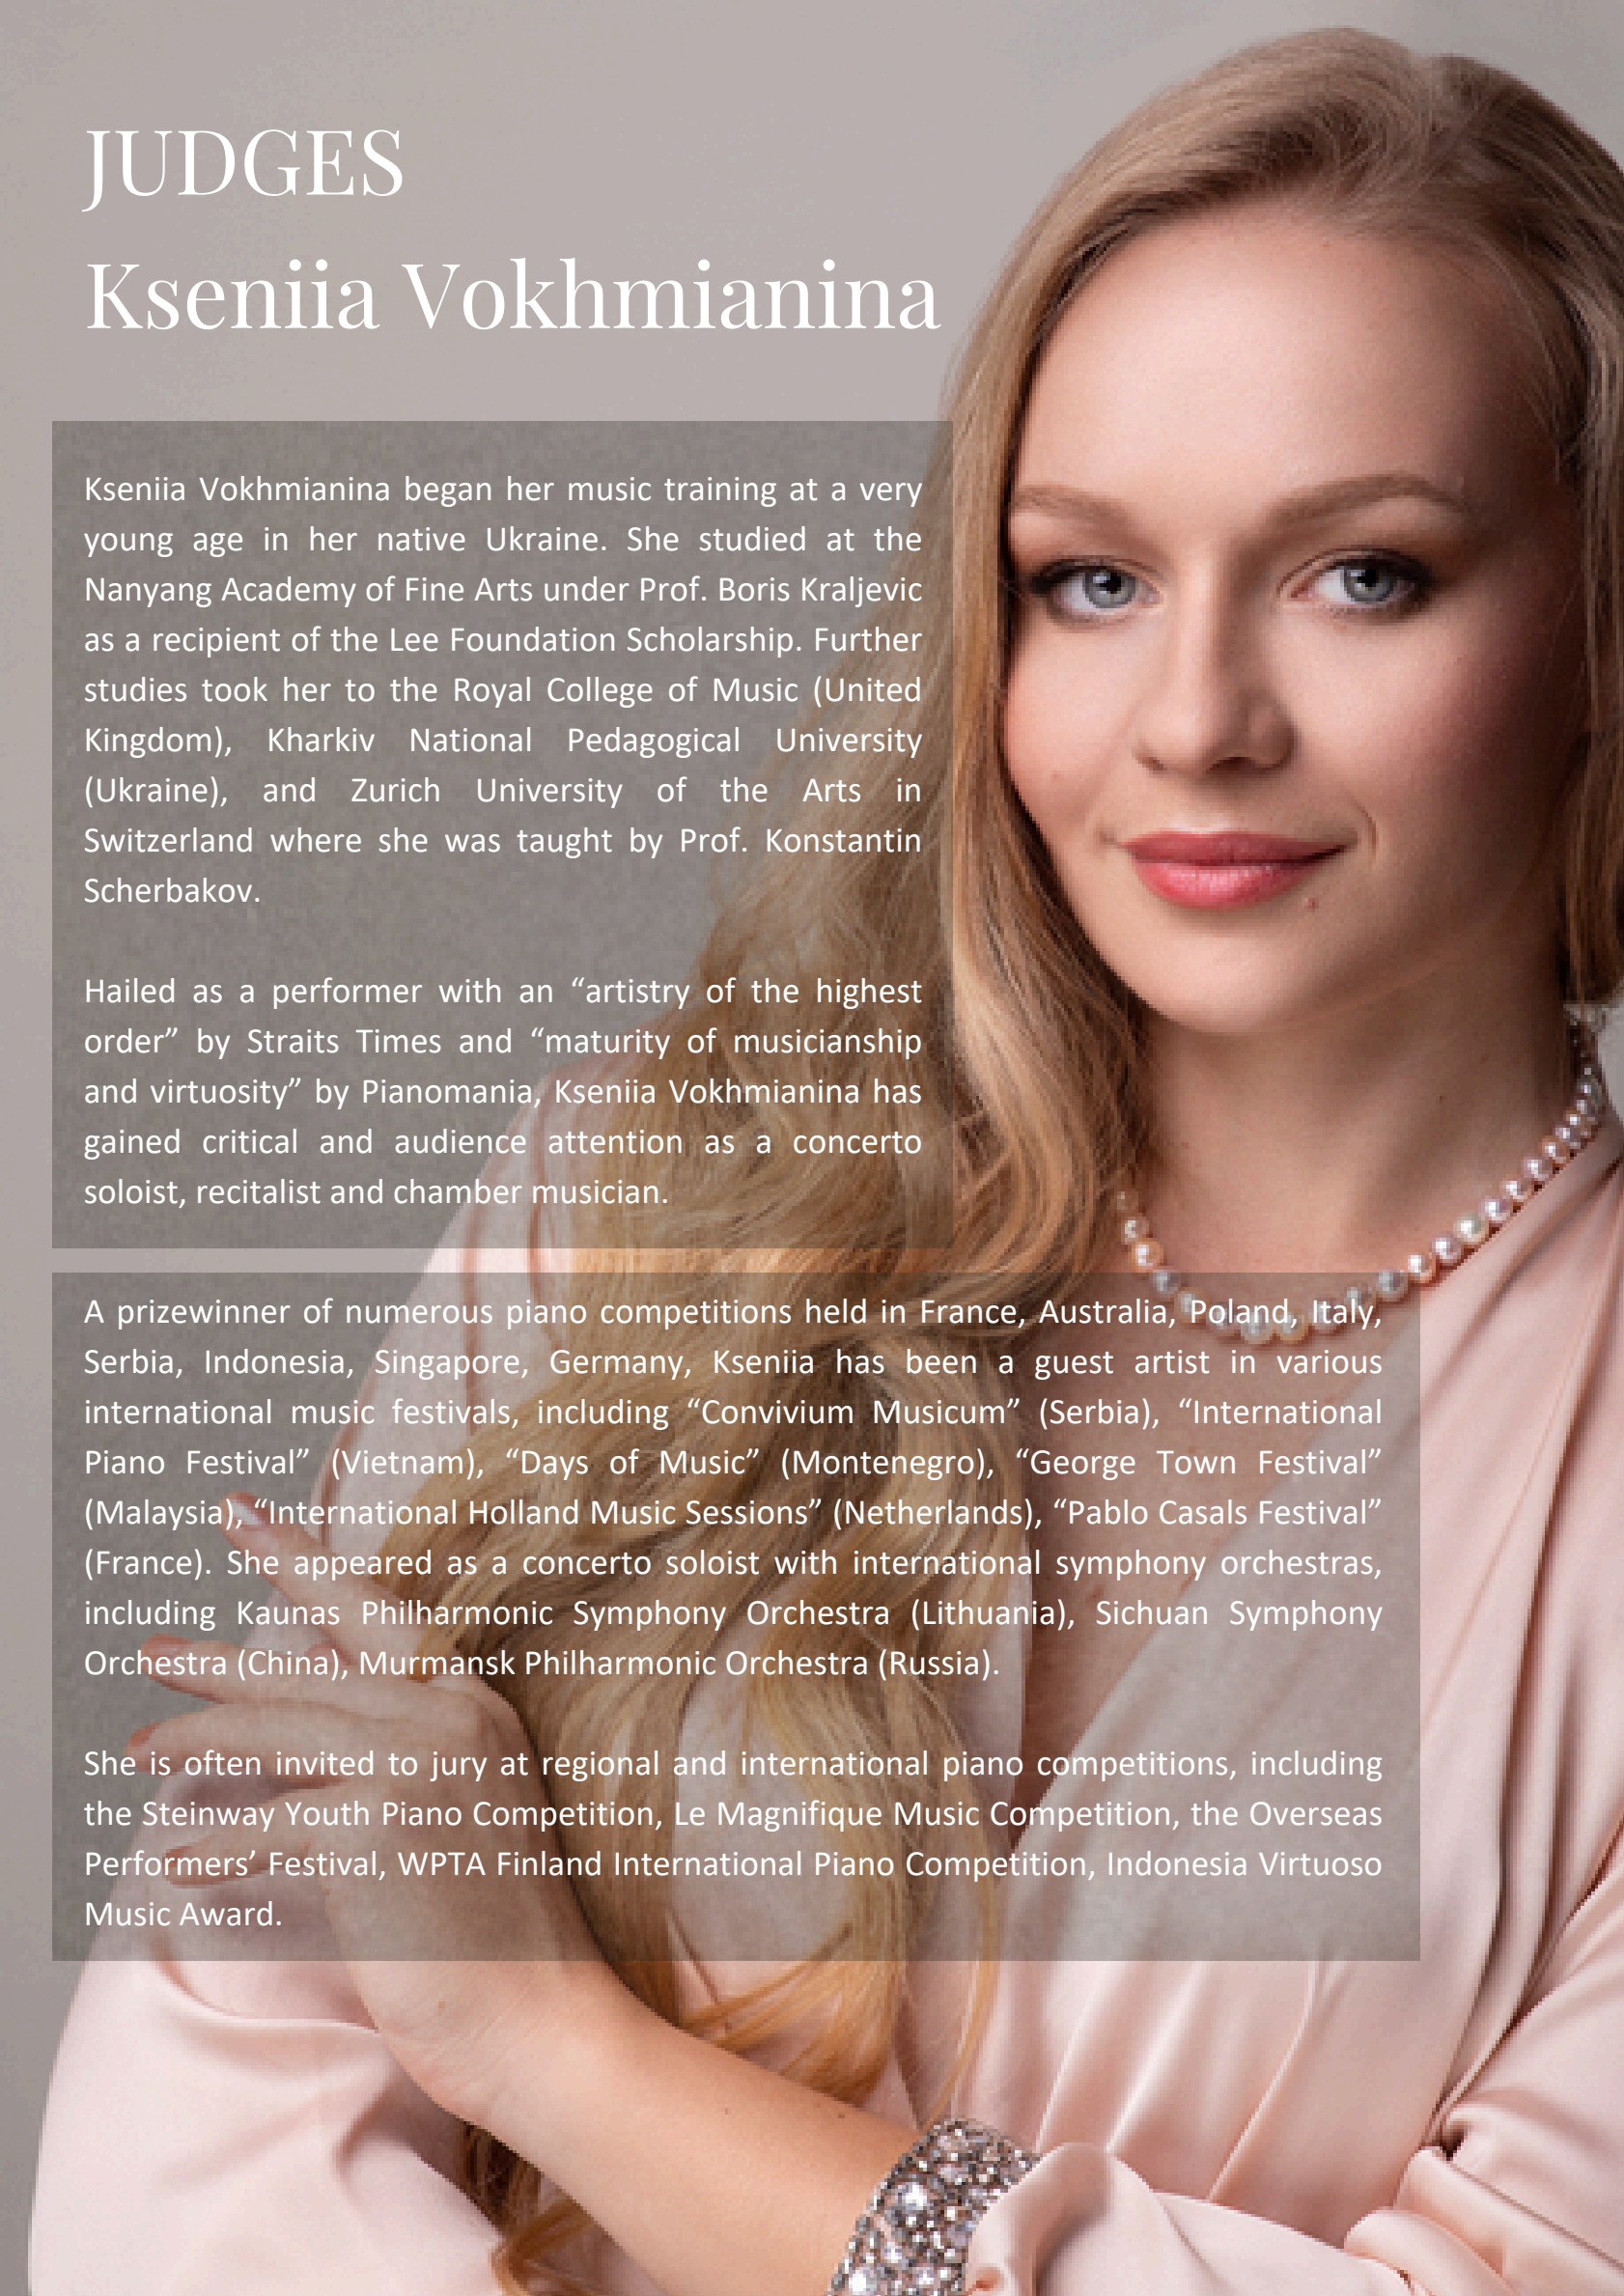 JUDGES
Kseniia Vokhmianina
Kseniia Vokhmianina began her music training at a very
young age in her native Ukraine. She studied at the
Nanyang Academy of Fine Arts under Prof. Boris Kraljevic
as a recipient of the Lee Foundation Scholarship. Further
studies took her to the Royal College of Music (United
Kingdom), Kharkiv National Pedagogical University
(Ukraine), and Zurich University of the Arts in
Switzerland where she was taught by Prof. Konstantin
Scherbakov.
Hailed as a performer with an “artistry of the highest
order” by Straits Times and “maturity of musicianship
and virtuosity” by Pianomania, Kseniia Vokhmianina has
gained critical and audience attention as a concerto
soloist, recitalist and chamber musician.
A prizewinner of numerous piano competitions held in France, Australia, Poland, Italy,
Serbia, Indonesia, Singapore, Germany, Kseniia has been a guest artist in various
international music festivals, including “Convivium Musicum” (Serbia), “International
Piano Festival” (Vietnam), “Days of Music” (Montenegro), “George Town Festival”
(Malaysia), “International Holland Music Sessions” (Netherlands), “Pablo Casals Festival”
(France). She appeared as a concerto soloist with international symphony orchestras,
including Kaunas Philharmonic Symphony Orchestra (Lithuania), Sichuan Symphony
Orchestra (China), Murmansk Philharmonic Orchestra (Russia).
She is often invited to jury at regional and international piano competitions, including
the Steinway Youth Piano Competition, Le Magnifique Music Competition, the Overseas
Performers’ Festival, WPTA Finland International Piano Competition, Indonesia Virtuoso
Music Award.